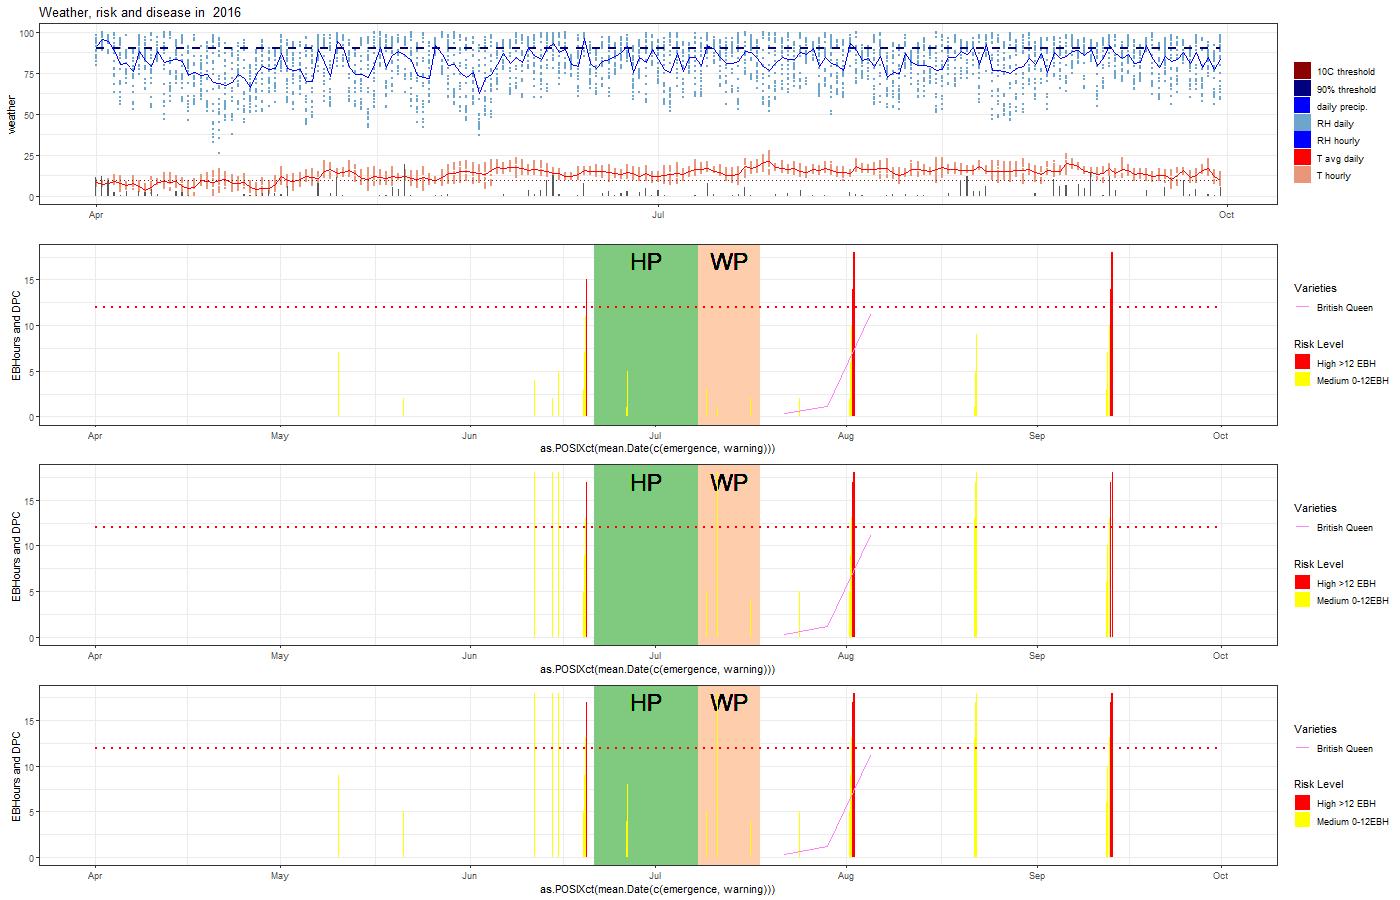 Weather, risk and disease in  2016
weather
100
75
50
25
0
Apr
Jul
Oct
10C threshold
90% threshold
daily precip.
RH daily
RH hourly
T avg daily
T hourly
EBHours and DPC
15
10
5
0
HP
WP
Apr
May
Jun
Jul
Aug
Sep
Oct
as.POSIXct(mean.Date(c(emergence, warning)))
Varieties
British Queen
Risk Level
High >12 EBH
Medium 0-12EBH
EBHours and DPC
15
10
5
0
HP
WP
Apr
May
Jun
Jul
Aug
Sep
Oct
as.POSIXct(mean.Date(c(emergence, warning)))
Varieties
British Queen
Risk Level
High >12 EBH
Medium 0-12EBH
EBHours and DPC
15
10
5
0
HP
WP
Apr
May
Jun
Jul
Aug
Sep
Oct
as.POSIXct(mean.Date(c(emergence, warning)))
Varieties
British Queen
Risk Level
High >12 EBH
Medium 0-12EBH